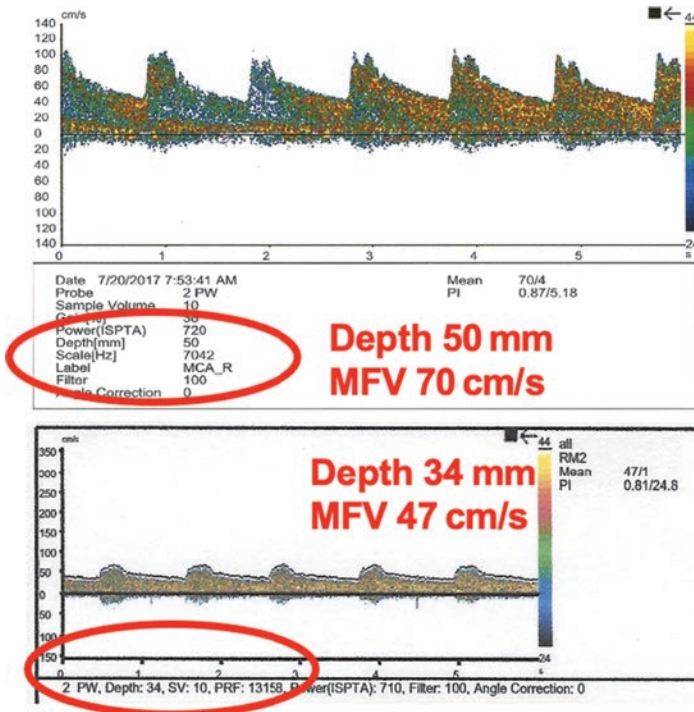 cm/s
44
140
120
100
80
60
40
20
0
20
40
60
80
100
120
140
24
0 1 2 3 4 5 s
Date 7/20/2017 7:53:41 AM Mean 70/4
Probe 2 PW PI 0.87/5.18
Sample Volume 10
Gain[%] 38
Power(ISPTA) 720
Depth[mm] 50
Scale[Hz] 7042
Label MCA_R
Filter 100
Angle Correction 0
Depth 50 mm
MFV 70 cm/s
cm/s
44 all
RM2
Mean 47/1
PI 0.81/24.8
350
300
250
200
150
100
50
0
50
100
150
24
Depth 34 mm
MFV 47 cm/s
0 1 2 3 4 5 s
2 PW, Depth: 34, SV: 10, PRF: 13158, Power(ISPTA): 710, Filter: 100, Angle Correction: 0